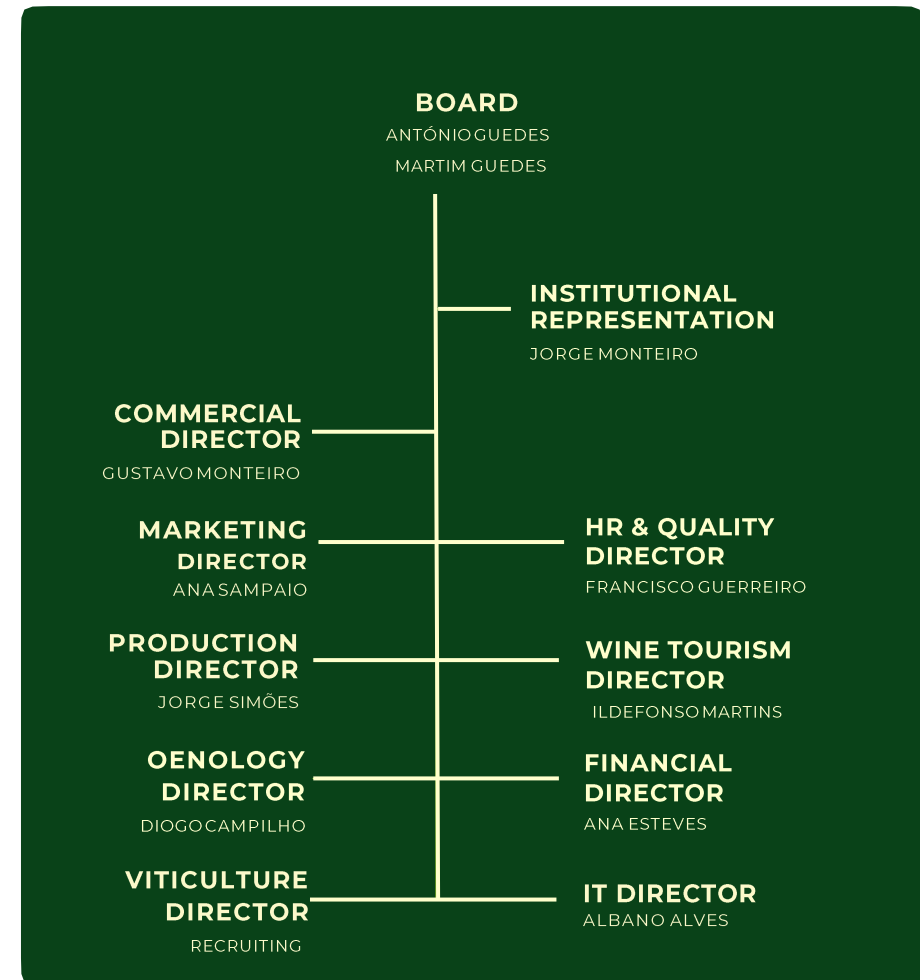 BOARD
ANTÓNIO GUEDES
MARTIM GUEDES
INSTITUTIONAL
REPRESENTATION
JORGE MONTEIRO
COMMERCIAL
DIRECTOR
GUSTAVO MONTEIRO
MARKETING
DIRECTOR
ANA SAMPAIO
HR & QUALITY
DIRECTOR
FRANCISCO GUERREIRO
PRODUCTION
DIRECTOR
JORGE SIMÕES
WINE TOURISM
DIRECTOR
ILDEFONSO MARTINS
OENOLOGY
DIRECTOR
DIOGO CAMPILHO
FINANCIAL
DIRECTOR
ANA ESTEVES
VITICULTURE
DIRECTOR
RECRUITING
IT DIRECTOR
ALBANO ALVES